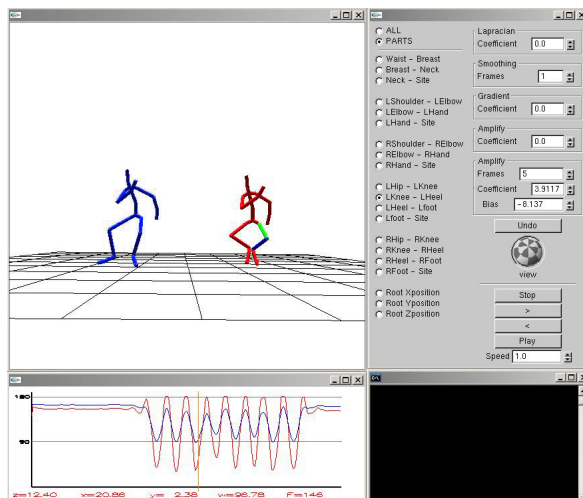 ALL
PARTS
Waist - Breast
Breast - Neck
Neck - Site
LShoulder - LElbow
LElbow - LHand
LHand - Site
RShoulder - RElbow
RElbow - RHand
RHand - Site
LHip - LKnee
LKnee - LHeel
LHeel - Lfoot
Lfoot - Site
RHip - RKnee
RKnee - RHeel
RHeel - RFoot
RFoot - Site
Root Xposition
Root Yposition
Root Zposition
Lapracian
Coefficient 0.0
Smoothing
Frames 1
Gradient
Coefficient 0.0
Amplify
Coefficient 0.0
Amplify
Frames 5
Coefficient 3.9117
Bias -8.137
Undo
view
Stop
>
<
Play
Speed 1.0
90
z=12.40 x=20.86 y= 2.38 F=146